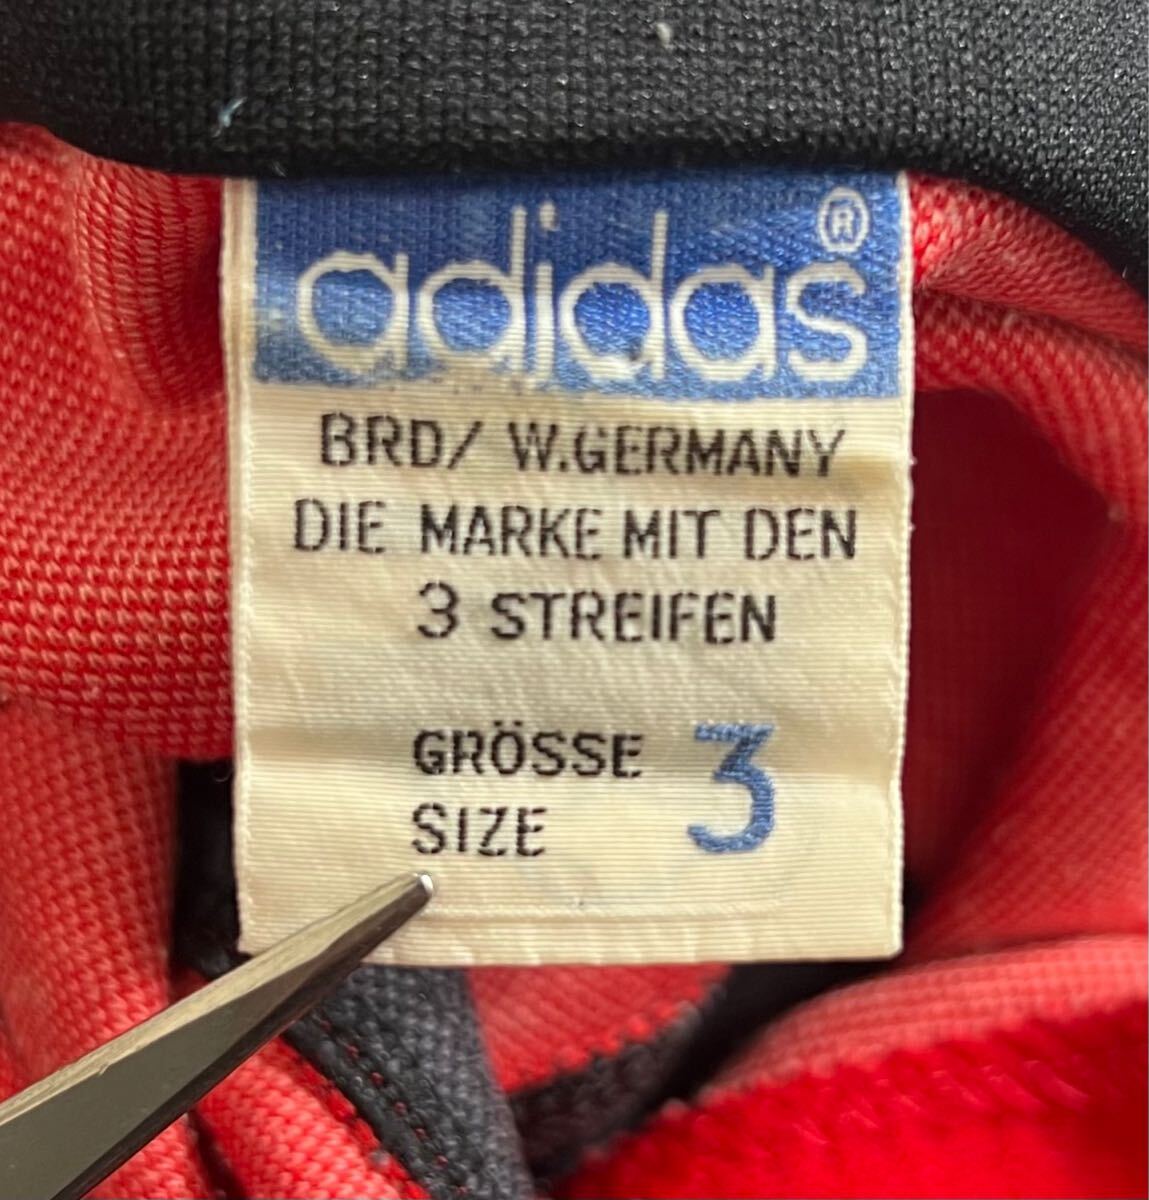 adidas®
BRD/ W.GERMANY
DIE MARKE MIT DEN
3 STREIFEN
GRÖSSE 3
SIZE